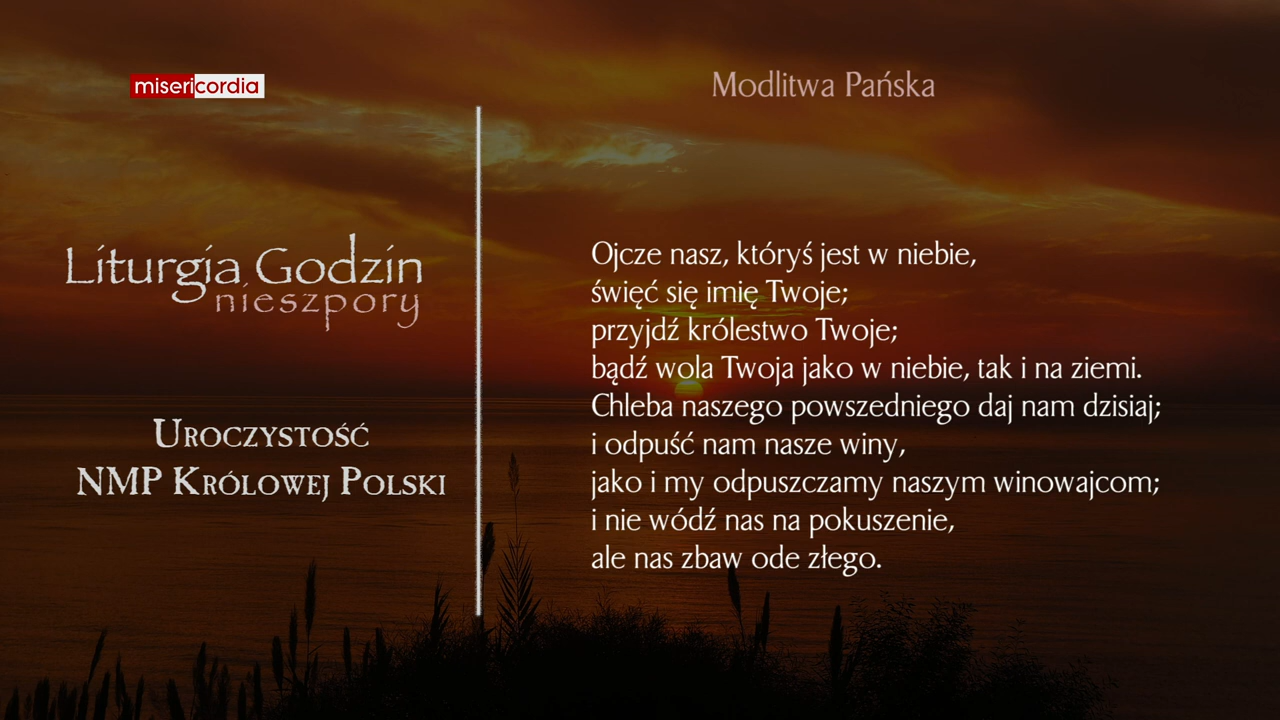 misericordia
Liturgia Godzin
nieszpory
Uroczystość
NMP Królowej Polski
Modlitwa Pańska
Ojcze nasz, któryś jest w niebie,
święć się imię Twoje;
przyjdź królestwo Twoje;
bądź wola Twoja jako w niebie, tak i na ziemi.
Chleba naszego powszedniego daj nam dzisiaj;
i odpuść nam nasze winy,
jako i my odpuszczamy naszym winowajcom;
i nie wódź nas na pokuszenie,
ale nas zbaw ode złego.